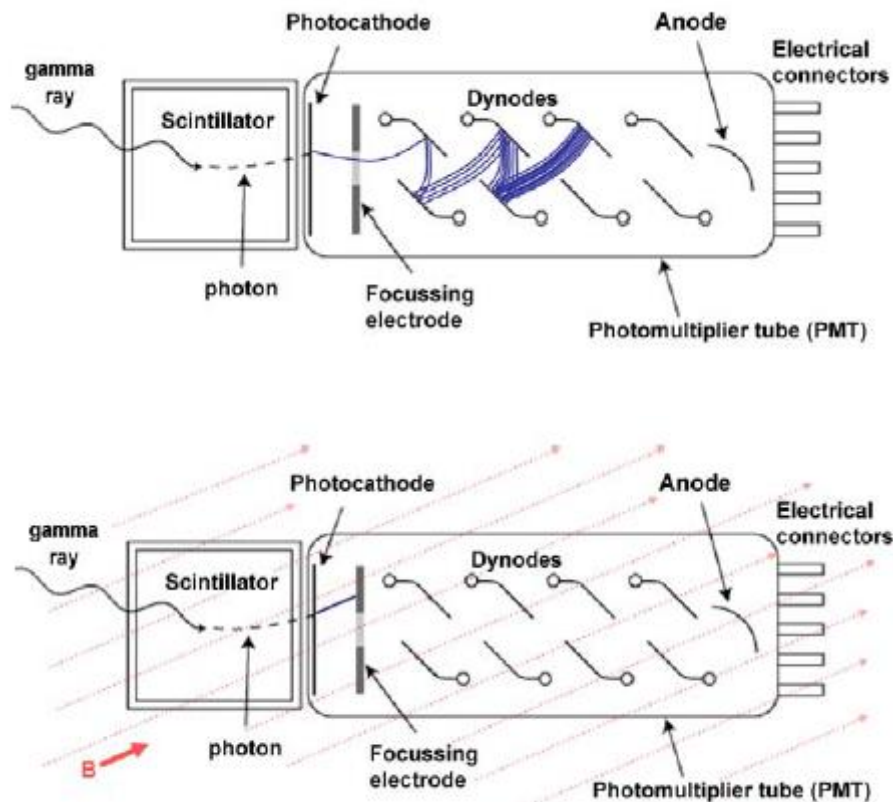 Photocathode
Anode
Electrical
connectors
gamma
ray
Scintillator
Dynodes
photon
Focussing
electrode
Photomultiplier tube (PMT)
Photocathode
Anode
Electrical
connectors
gamma
ray
Scintillator
Dynodes
photon
B
Focussing
electrode
Photomultiplier tube (PMT)